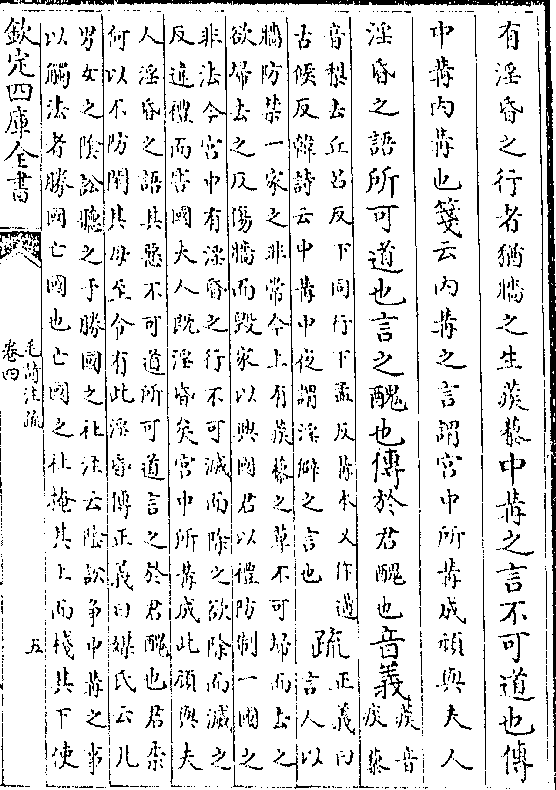 有淫昏之行者猶牆之生蒺藜中冓之言不可道也傳
中冓内冓也箋云内冓之言謂宫中所冓成頑與夫人
淫昏之語所可道也言之醜也傳於君醜也音義蒺音
疾藜
音梨去丘吕反下同行下孟反冓本又作遘
古候反韓詩云中冓中夜謂淫僻之言也
疏正義曰
言人以
牆防禁一家之非常今上有蒺藜之草不可埽而去之
欲埽去之反傷牆而毁家以興國君以禮防制一國之
非法今宫中有淫昏之行不可滅而除之欲除而滅之
反違禮而害國夫人既淫昏矣宫中所冓成此頑與夫
人淫昏之語其惡不可道所可道言之於君醜也君柰
何以不防閑其母至令有此淫昏傳正義曰媒氏云凡
男女之陰訟聽之于勝國之社注云陰訟爭中冓之事
以觸法者勝國亡國也亡國之社掩其上而棧其下使
欽定四庫全書
毛詩注疏
卷四
五